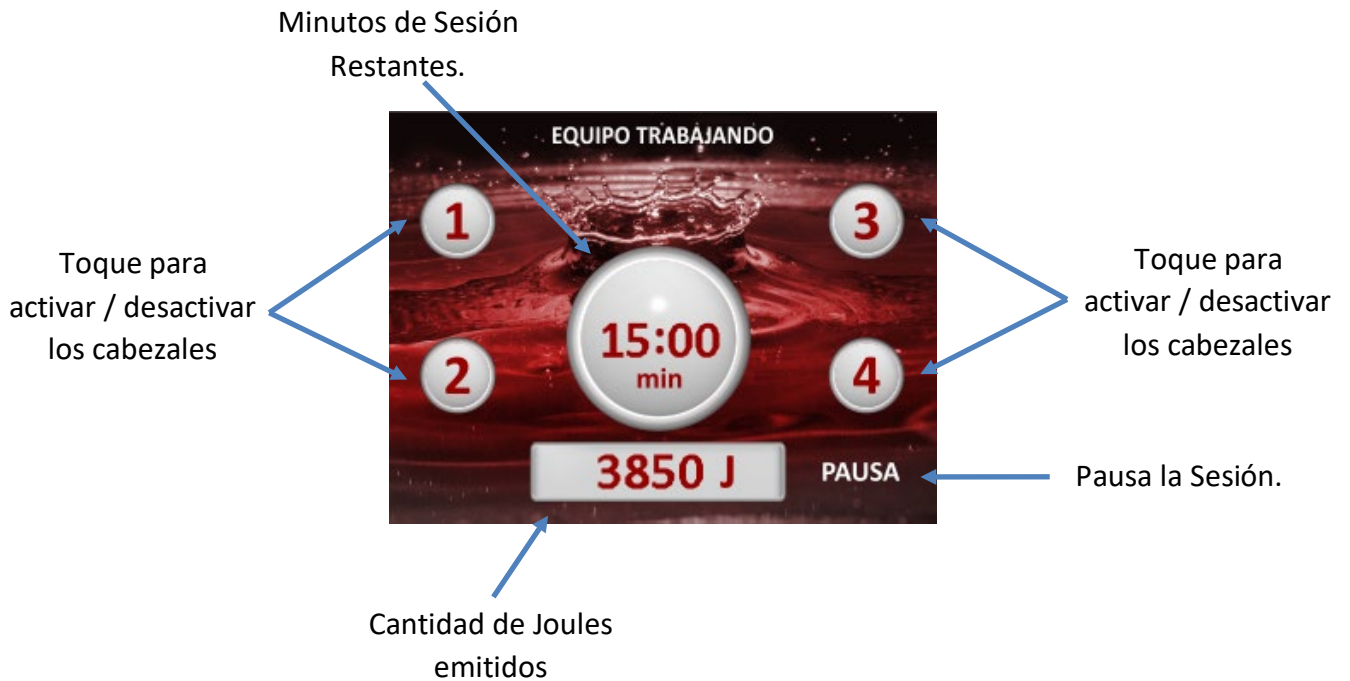 Minutos de Sesión
Restantes.
EQUIPO TRABAJANDO
1
3
Toque para
activar / desactivar
los cabezales
Toque para
activar / desactivar
los cabezales
15:00
min
2
4
3850 J
PAUSA
Pausa la Sesión.
Cantidad de Joules
emitidos